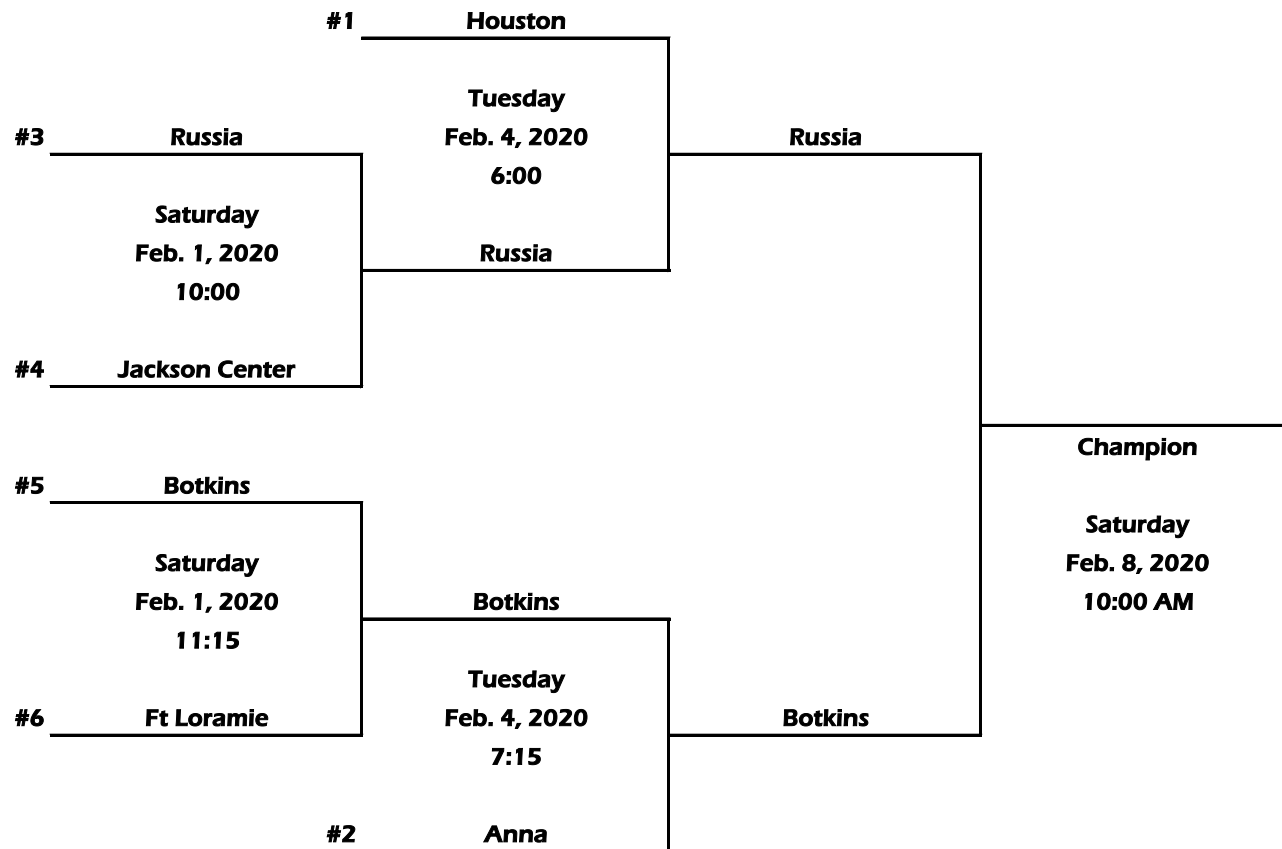 #1 Houston
Tuesday
Feb. 4, 2020
6:00
#3 Russia
Russia
Saturday
Feb. 1, 2020
10:00
Russia
#4 Jackson Center
Champion
Saturday
Feb. 8, 2020
10:00 AM
#5 Botkins
Saturday
Feb. 1, 2020
11:15
Botkins
#6 Ft Loramie
Tuesday
Feb. 4, 2020
7:15
Botkins
#2 Anna